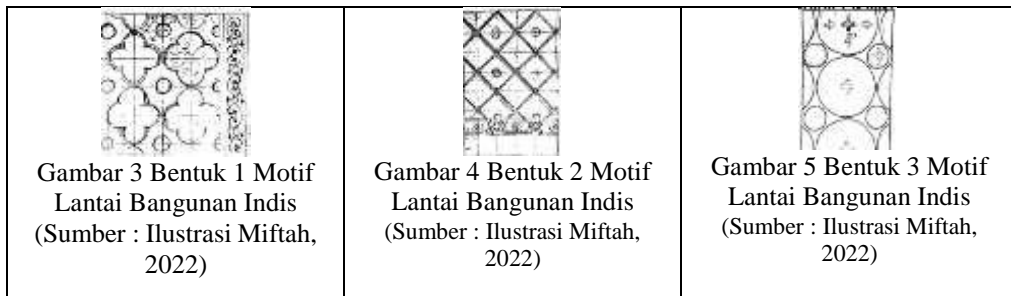 Gambar 3 Bentuk 1 Motif
Lantai Bangunan Indis
(Sumber : Ilustrasi Miftah,
2022)
Gambar 4 Bentuk 2 Motif
Lantai Bangunan Indis
(Sumber : Ilustrasi Miftah,
2022)
Gambar 5 Bentuk 3 Motif
Lantai Bangunan Indis
(Sumber : Ilustrasi Miftah,
2022)